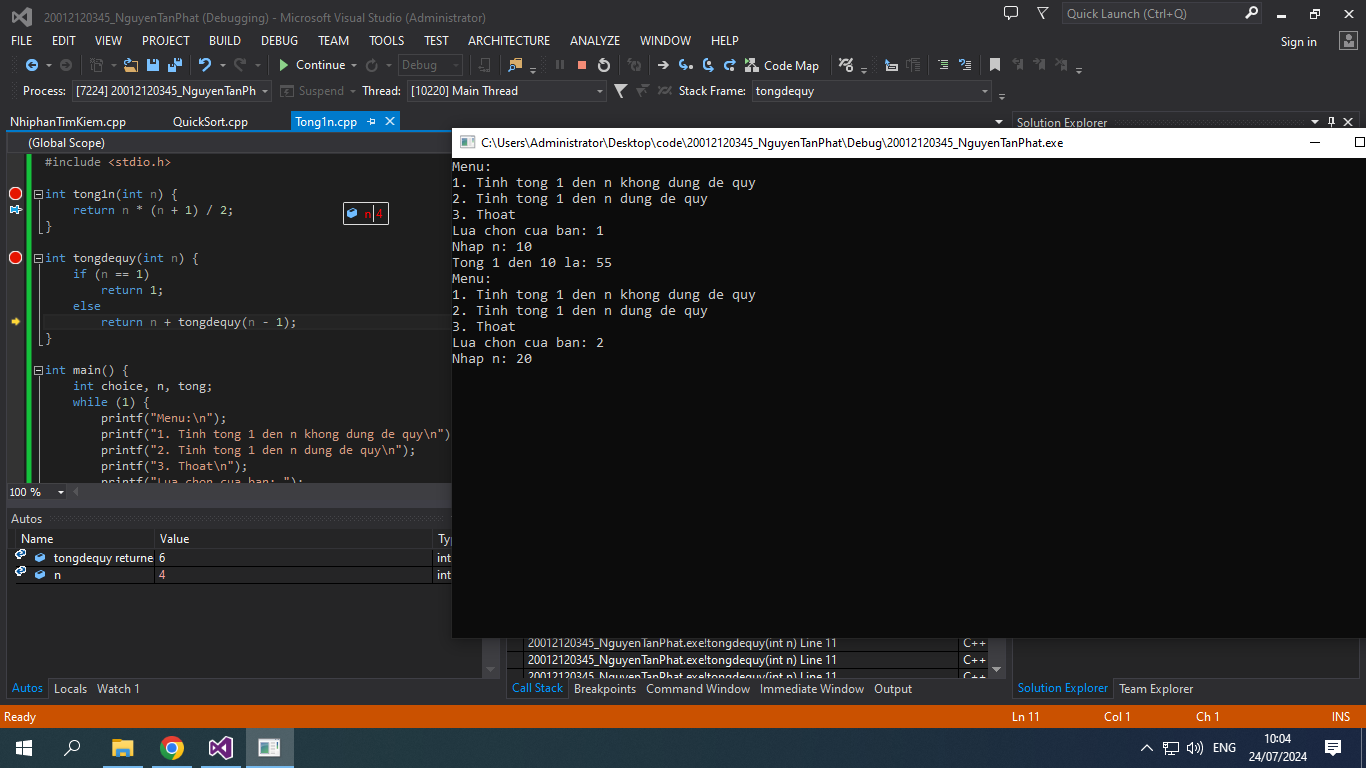 20012120345_NguyenTanPhat (Debugging) - Microsoft Visual Studio (Administrator)
Quick Launch (Ctrl+Q)
FILE EDIT VIEW PROJECT BUILD DEBUG TEAM TOOLS TEST ARCHITECTURE ANALYZE WINDOW HELP
Sign in
Continue Debug Code Map
Process: [7224] 20012120345_NguyenTanPh Suspend Thread: [10220] Main Thread Stack Frame: tongdequy
NhiphanTimKiem.cpp QuickSort.cpp Tong1n.cpp
Solution Explorer
(Global Scope)
#include <stdio.h>
int tong1n(int n) {
return n * (n + 1) / 2;
}
n 4
int tongdequy(int n) {
if (n == 1)
return 1;
else
return n + tongdequy(n - 1);
}
int main() {
int choice, n, tong;
while (1) {
printf("Menu:\n");
printf("1. Tinh tong 1 den n khong dung de quy\n")
printf("2. Tinh tong 1 den n dung de quy\n");
printf("3. Thoat\n");
printf("Lua chon cua ban: ");
100 %
C:\Users\Administrator\Desktop\code\20012120345_NguyenTanPhat\Debug\20012120345_NguyenTanPhat.exe
Menu:
1. Tinh tong 1 den n khong dung de quy
2. Tinh tong 1 den n dung de quy
3. Thoat
Lua chon cua ban: 1
Nhap n: 10
Tong 1 den 10 la: 55
Menu:
1. Tinh tong 1 den n khong dung de quy
2. Tinh tong 1 den n dung de quy
3. Thoat
Lua chon cua ban: 2
Nhap n: 20
Autos
Name Value Ty
tongdequy returne 6 int
n 4 int
Autos Locals Watch 1
20012120345_NguyenTanPhat.exe!tongdequy(int n) Line 11 C++
20012120345_NguyenTanPhat.exe!tongdequy(int n) Line 11 C++
20012120345_NguyenTanPhat.exe!tongdequy(int n) Line 11 C++
Call Stack Breakpoints Command Window Immediate Window Output
Solution Explorer Team Explorer
Ready Ln 11 Col 1 Ch 1 INS
ENG
10:04
24/07/2024